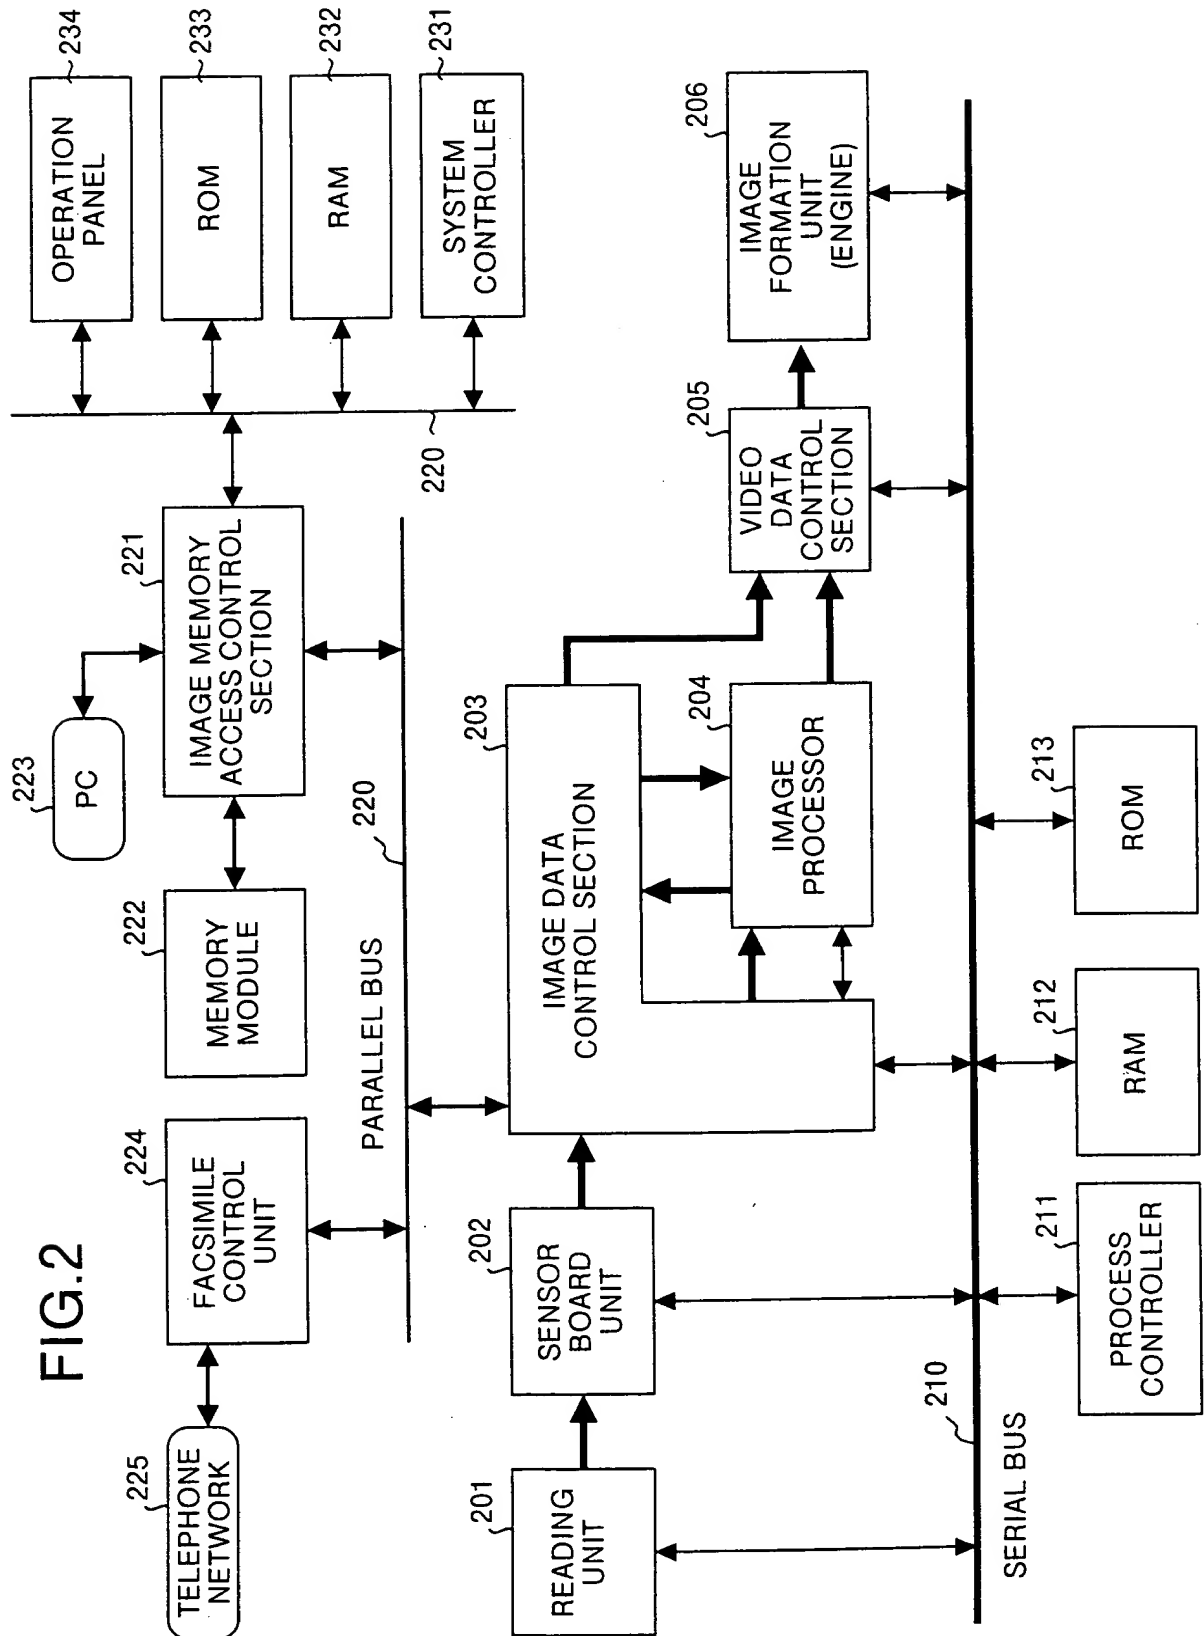 FIG.2
225
TELEPHONE
NETWORK
224
FACSIMILE
CONTROL
UNIT
222
MEMORY
MODULE
223
PC
221
IMAGE MEMORY
ACCESS CONTROL
SECTION
220
234
OPERATION
PANEL
233
ROM
232
RAM
231
SYSTEM
CONTROLLER
PARALLEL BUS
220
201
READING
UNIT
202
SENSOR
BOARD
UNIT
203
IMAGE DATA
CONTROL SECTION
204
IMAGE
PROCESSOR
205
VIDEO
DATA
CONTROL
SECTION
206
IMAGE
FORMATION
UNIT
(ENGINE)
SERIAL BUS
210
211
PROCESS
CONTROLLER
212
RAM
213
ROM